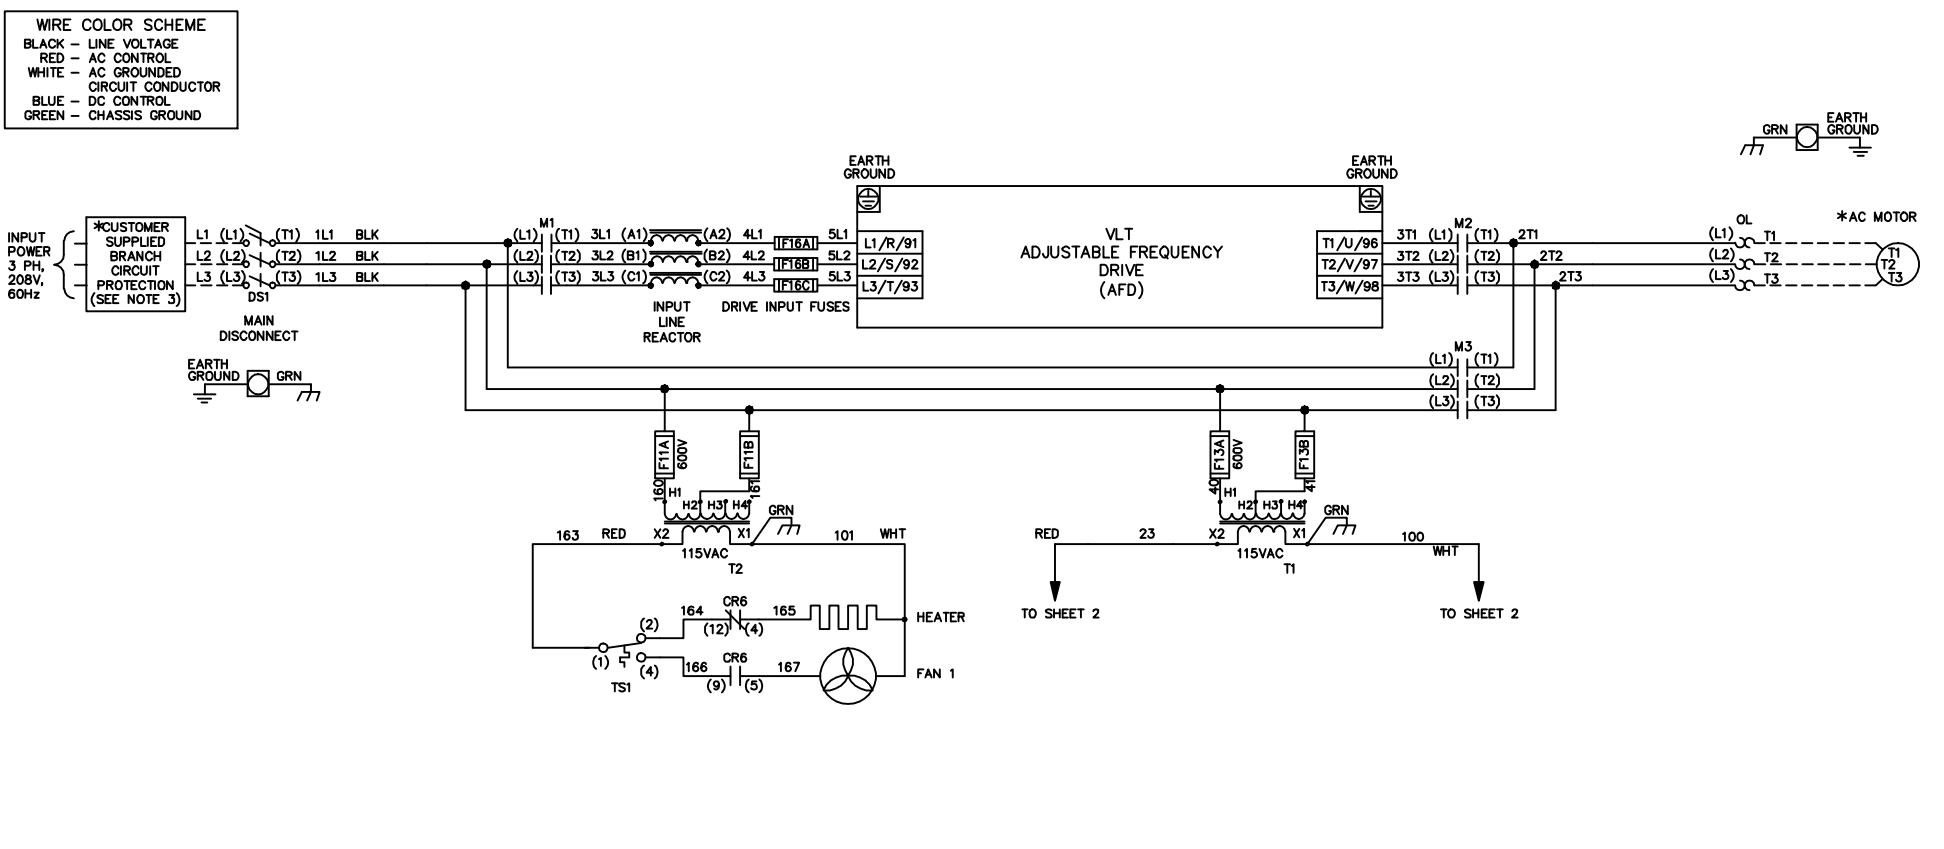 WIRE COLOR SCHEME
BLACK – LINE VOLTAGE
RED – AC CONTROL
WHITE – AC GROUNDED
CIRCUIT CONDUCTOR
BLUE – DC CONTROL
GREEN – CHASSIS GROUND
GRN
EARTH
GROUND
INPUT
POWER
3 PH,
208V,
60Hz
*CUSTOMER
SUPPLIED
BRANCH
CIRCUIT
PROTECTION
(SEE NOTE 3)
L1 (L1) (T1) 1L1 BLK
L2 (L2) (T2) 1L2 BLK
L3 (L3) (T3) 1L3 BLK
DS1
MAIN
DISCONNECT
EARTH
GROUND
GRN
M1
(L1) (T1) 3L1 (A1) (A2) 4L1 F16A 5L1
(L2) (T2) 3L2 (B1) (B2) 4L2 F16B 5L2
(L3) (T3) 3L3 (C1) (C2) 4L3 F16C 5L3
INPUT
LINE
REACTOR
DRIVE INPUT FUSES
EARTH
GROUND
EARTH
GROUND
L1/R/91
L2/S/92
L3/T/93
VLT
ADJUSTABLE FREQUENCY
DRIVE
(AFD)
T1/U/96
T2/V/97
T3/W/98
M2
3T1 (L1) (T1) 2T1
3T2 (L2) (T2) 2T2
3T3 (L3) (T3) 2T3
OL
(L1) T1
(L2) T2
(L3) T3
*AC MOTOR
T1
T2
T3
M3
(L1) (T1)
(L2) (T2)
(L3) (T3)
F11A
600V
F11B
160
161
H1
H2 H3 H4
GRN
163 RED X2 X1 101 WHT
115VAC
T2
F13A
600V
F13B
40
41
H1
H2 H3 H4
GRN
RED 23 X2 X1 100
WHT
115VAC
T1
TO SHEET 2
TO SHEET 2
CR6
164 165
(12) (4)
HEATER
(2)
(1)
(4)
TS1
CR6
166 167
(9) (5)
FAN 1